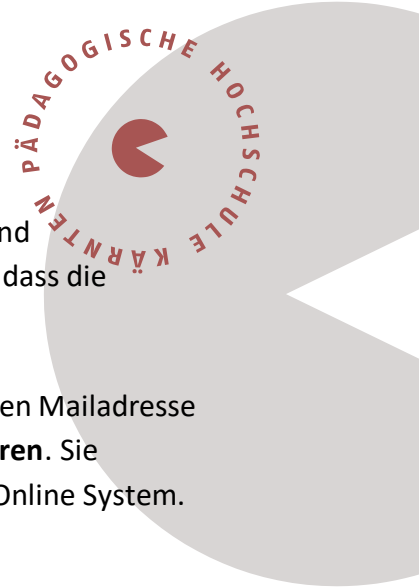 PÄDAGOGISCHE HOCHSCHULE KÄRNTEN
nd
dass die
en Mailadresse
ren. Sie
Online System.